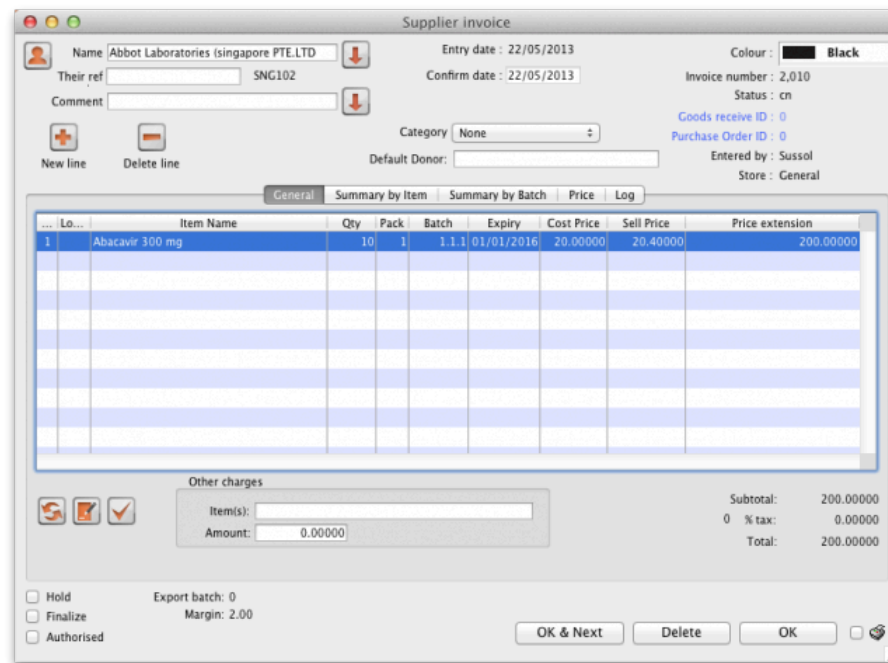 Supplier invoice
Name Abbot Laboratories (singapore PTE.LTD
Entry date : 22/05/2013
Colour : Black
Their ref SNG102
Confirm date : 22/05/2013
Invoice number : 2,010
Comment
Status : cn
Goods receive ID : 0
Category None
Purchase Order ID : 0
New line Delete line
Default Donor:
Entered by : Sussol
Store : General
General Summary by Item Summary by Batch Price Log
... Lo... Item Name Qty Pack Batch Expiry Cost Price Sell Price Price extension
1 Abacavir 300 mg 10 1 1.1.1 01/01/2016 20.00000 20.40000 200.00000
Other charges
Item(s):
Amount: 0.00000
Subtotal: 200.00000
0 % tax: 0.00000
Total: 200.00000
Hold Export batch: 0
Finalize Margin: 2.00
Authorised
OK & Next Delete OK